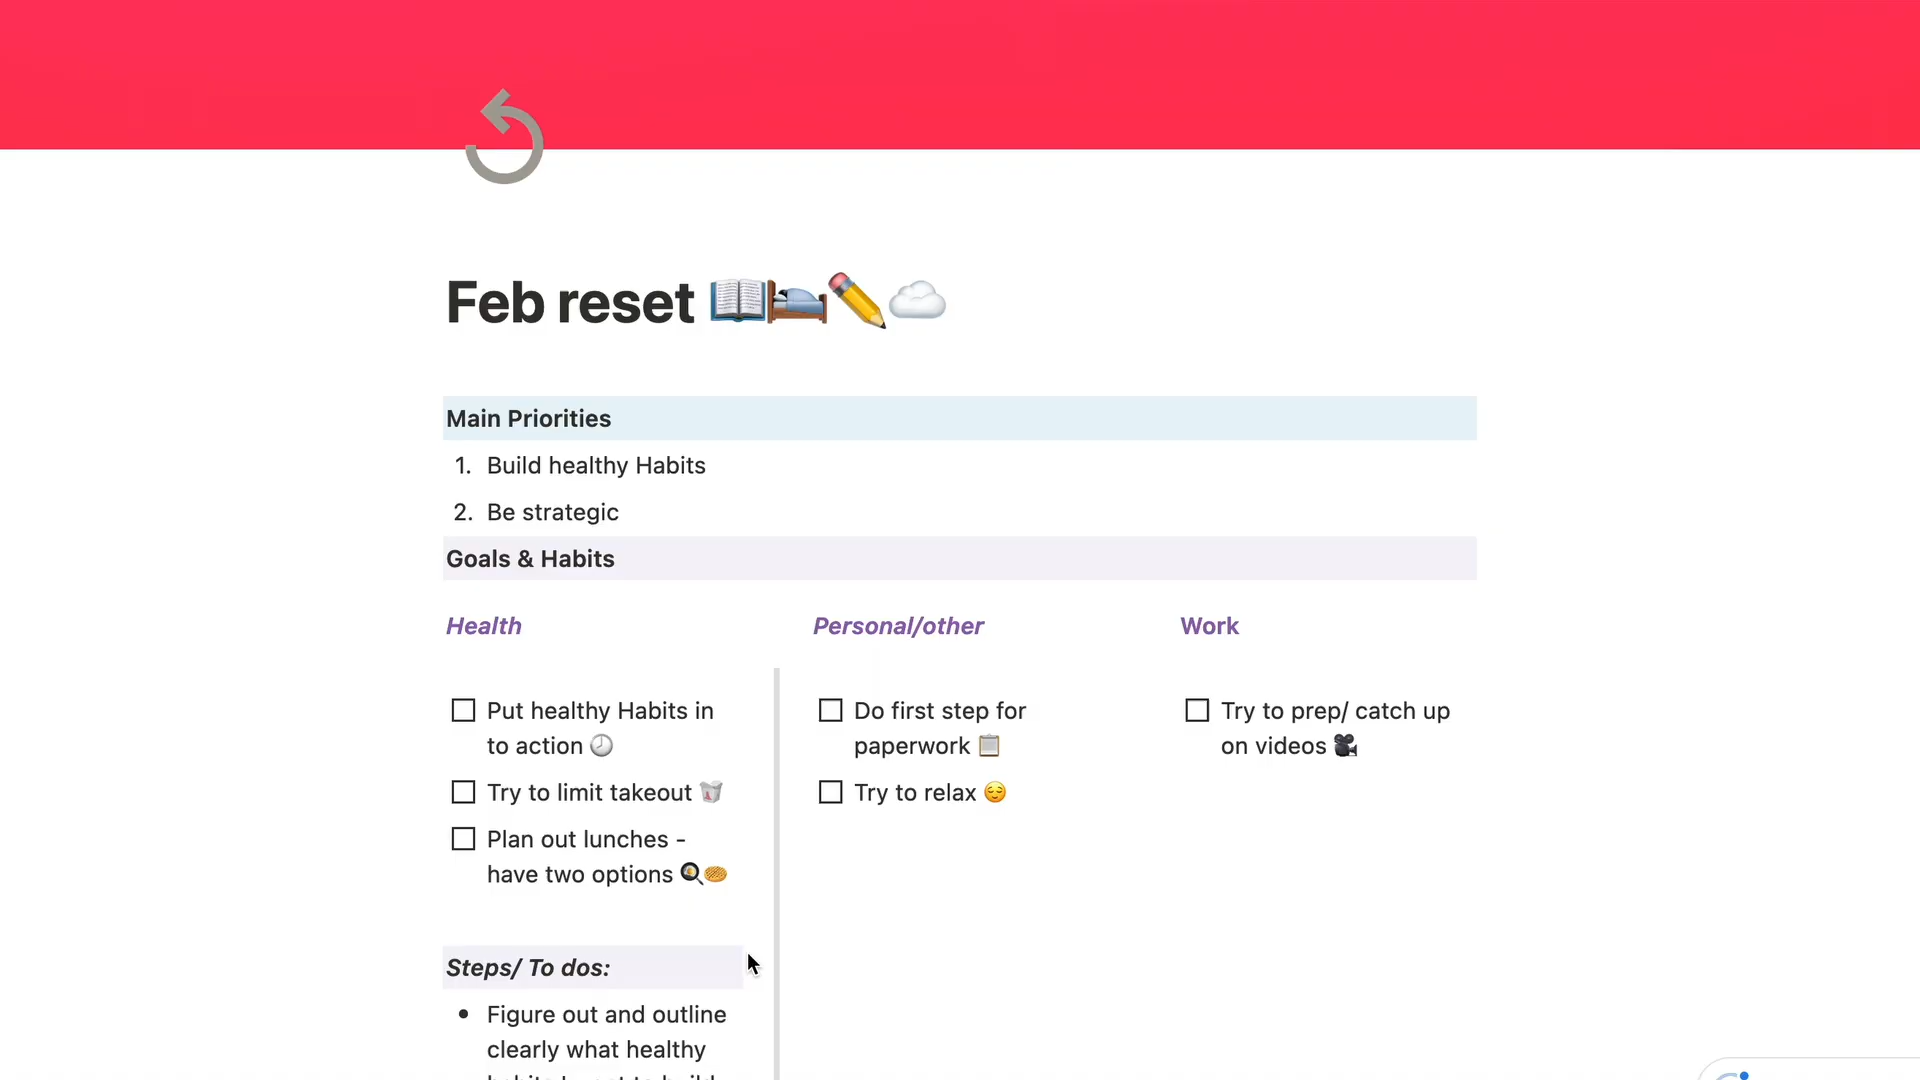 Feb reset 📖🛌✏️☁️
Main Priorities
1. Build healthy Habits
2. Be strategic
Goals & Habits
Health
Put healthy Habits in
to action 🕗
Try to limit takeout 🥡
Plan out lunches -
have two options 🍳🧇
Steps/ To dos:
• Figure out and outline
clearly what healthy
Personal/other
Do first step for
paperwork 📋
Try to relax 😌
Work
Try to prep/ catch up
on videos 🎥